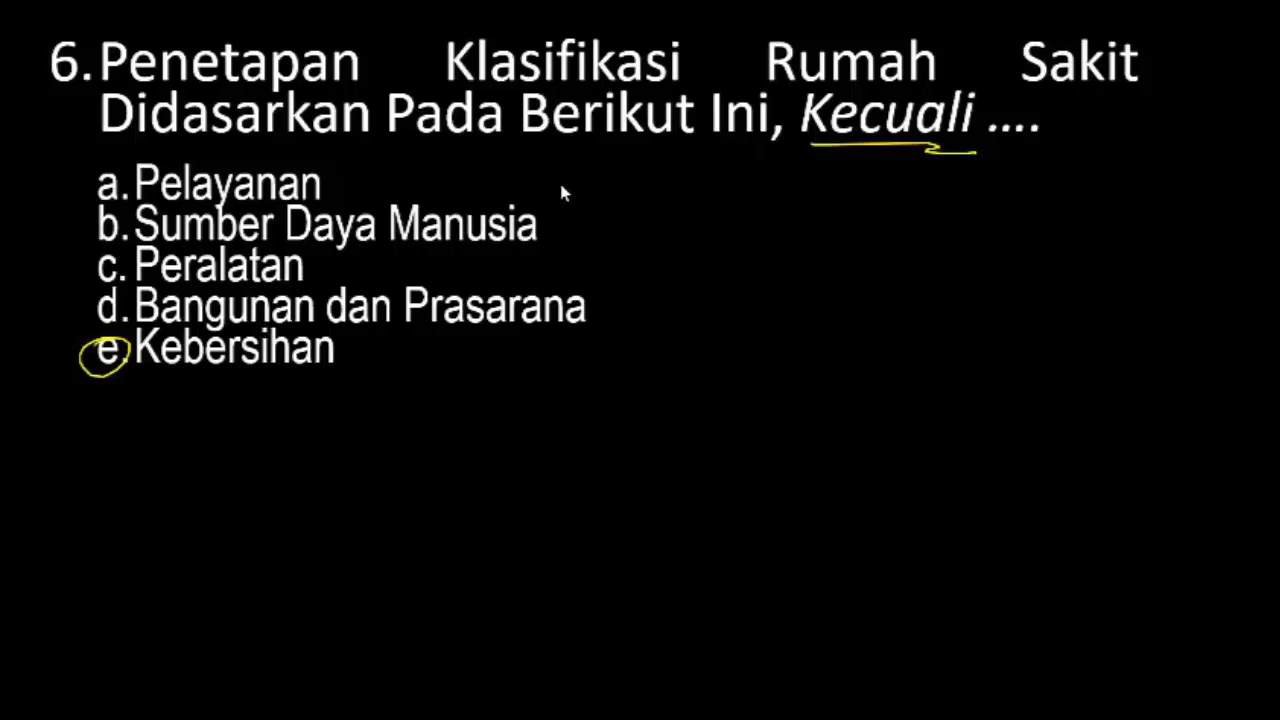 6. Penetapan Klasifikasi Rumah Sakit
Didasarkan Pada Berikut Ini, Kecuali ....
a. Pelayanan
b. Sumber Daya Manusia
c. Peralatan
d. Bangunan dan Prasarana
e. Kebersihan